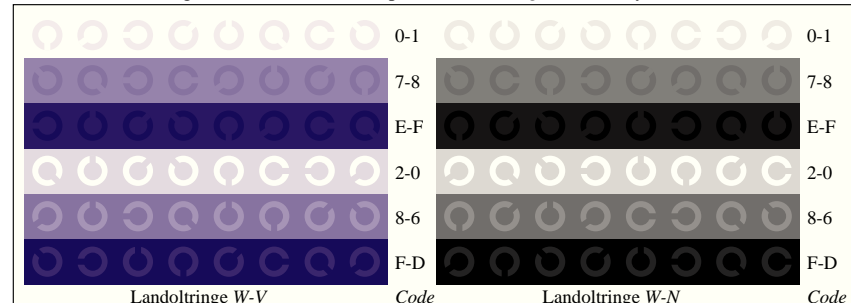 0-1 0-1
7-8 7-8
E-F E-F
2-0 2-0
8-6 8-6
F-D F-D
Landoltringe W-V Code Landoltringe W-N Code